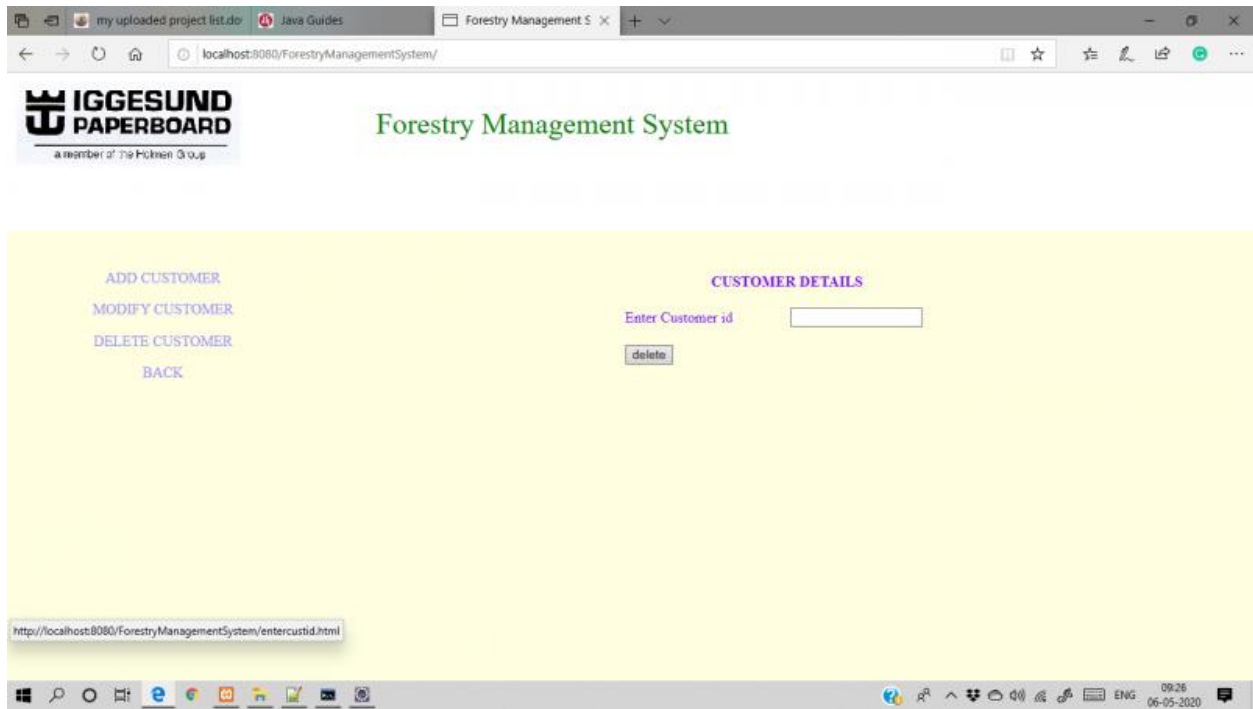 my uploaded project list.do
Java Guides
Forestry Management S
localhost:8080/ForestryManagementSystem/
IGGESUND
PAPERBOARD
a member of the Holmen Group
Forestry Management System
ADD CUSTOMER
MODIFY CUSTOMER
DELETE CUSTOMER
BACK
CUSTOMER DETAILS
Enter Customer id
delete
http://localhost:8080/ForestryManagementSystem/entercustid.html
ENG
09:26
06-05-2020